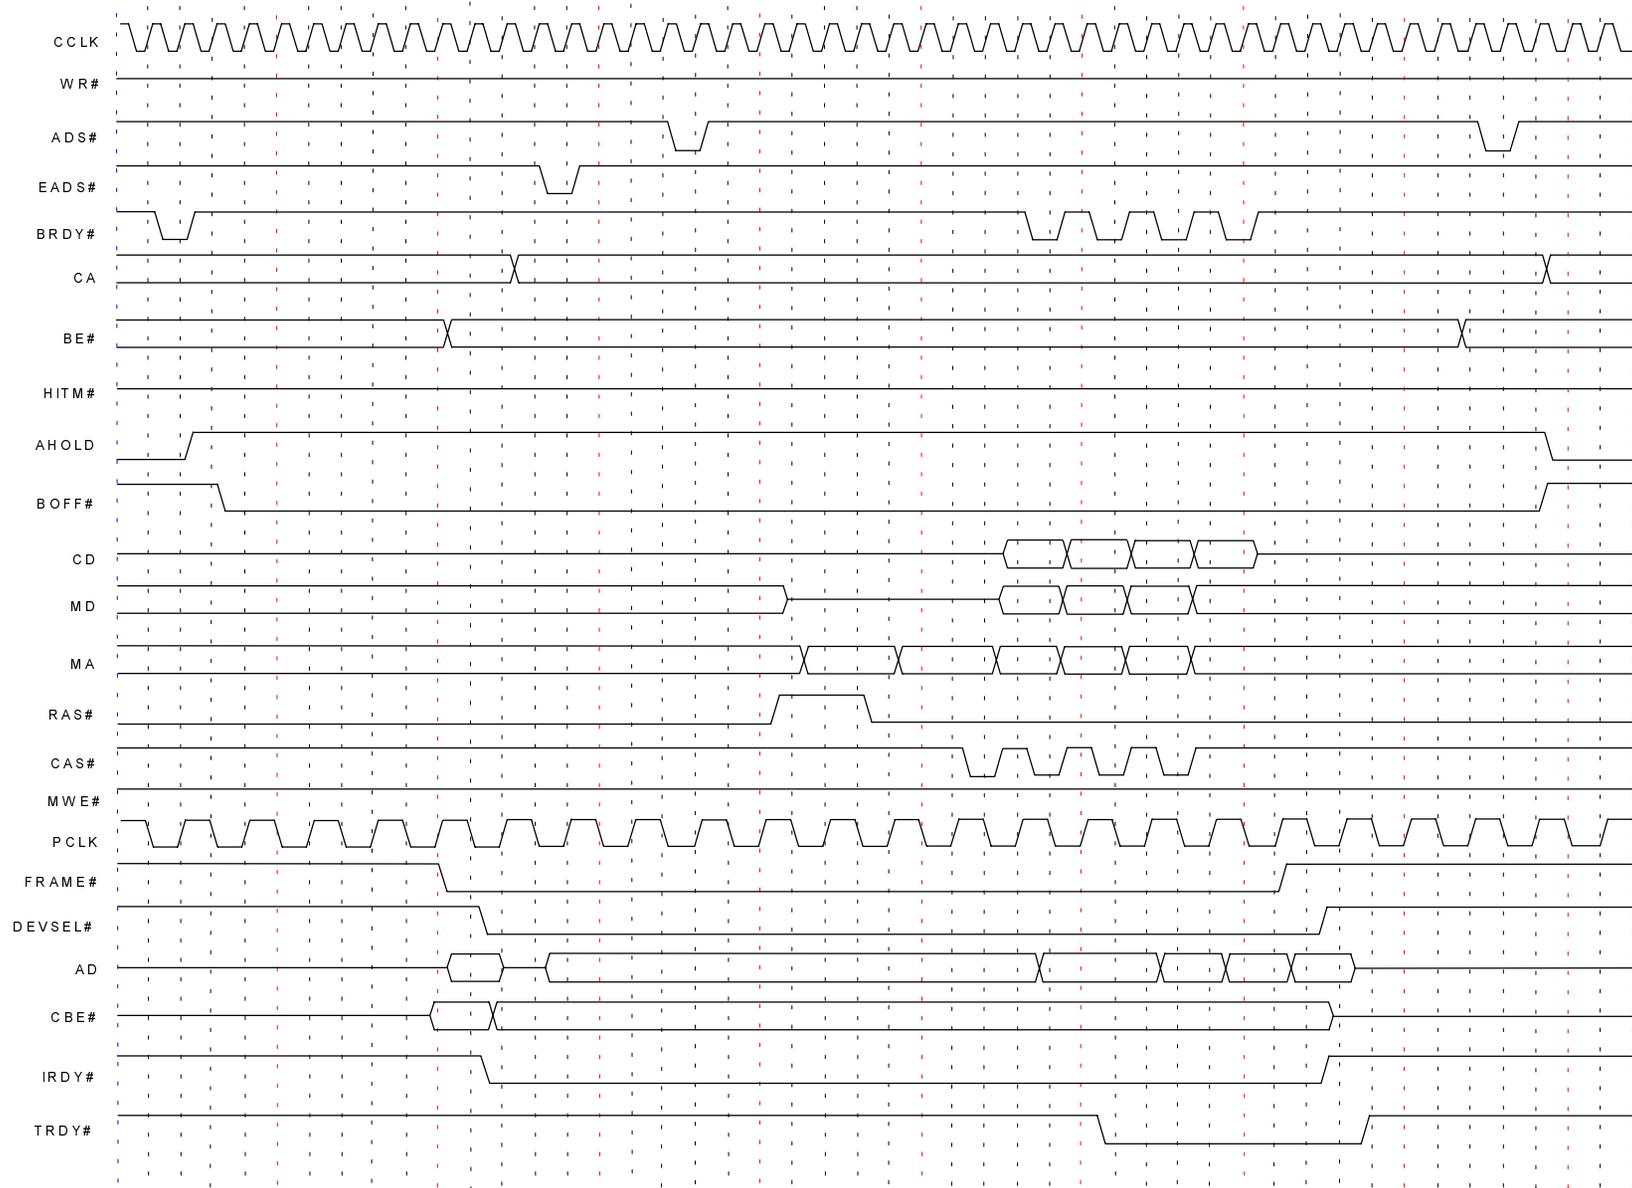 CCLK
WR#
ADS#
EADS#
BRDY#
CA
BE#
HITM#
AHOLD
BOFF#
CD
MD
MA
RAS#
CAS#
MWE#
PCLK
FRAME#
DEVSEL#
AD
CBE#
IRDY#
TRDY#